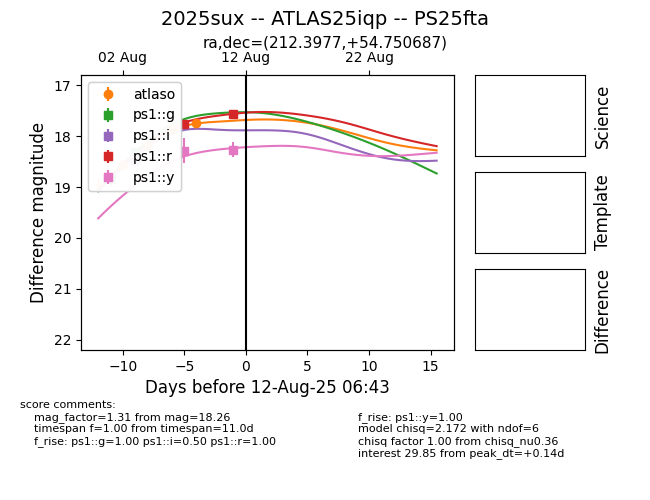 2025sux -- ATLAS25iqp -- PS25fta
ra,dec=(212.3977,+54.750687)
02 Aug 12 Aug 22 Aug
17
18
19
20
21
22
Difference magnitude
atlaso
ps1::g
ps1::i
ps1::r
ps1::y
−10 −5 0 5 10 15
Days before 12-Aug-25 06:43
Science
Template
Difference
score comments:
mag_factor=1.31 from mag=18.26
timespan f=1.00 from timespan=11.0d
f_rise: ps1::g=1.00 ps1::i=0.50 ps1::r=1.00
f_rise: ps1::y=1.00
model chisq=2.172 with ndof=6
chisq factor 1.00 from chisq_nu0.36
interest 29.85 from peak_dt=+0.14d